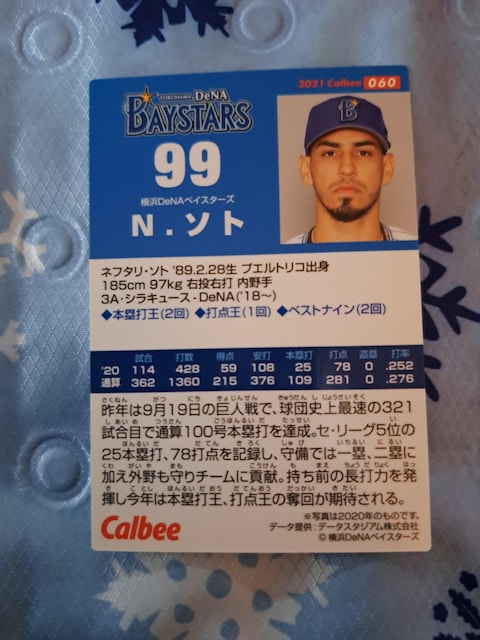 2021 Calbee 060
YOKOHAMA DeNA
BAYSTARS
B
99
横浜DeNAベイスターズ
N.ソト
ネフタリ・ソト '89.2.28生 プエルトリコ出身
185cm 97kg 右投右打 内野手
3A・シラキュース-DeNA('18～)
◆本塁打王(2回) ◆打点王(1回) ◆ベストナイン(2回)
試合 打数 得点 安打 本塁打 打点 盗塁 打率
'20 114 428 59 108 25 78 0 .252
通算 362 1360 215 376 109 281 0 .276
昨年は9月19日の巨人戦で、球団史上最速の321
試合目で通算100号本塁打を達成。セ・リーグ5位の
25本塁打、78打点を記録し、守備では一塁、二塁に
加え外野も守りチームに貢献。持ち前の長打力を発
揮し今年は本塁打王、打点王の奪回が期待される。
※写真は2020年のものです。
データ提供:データスタジアム株式会社
Calbee
©横浜DeNAベイスターズ